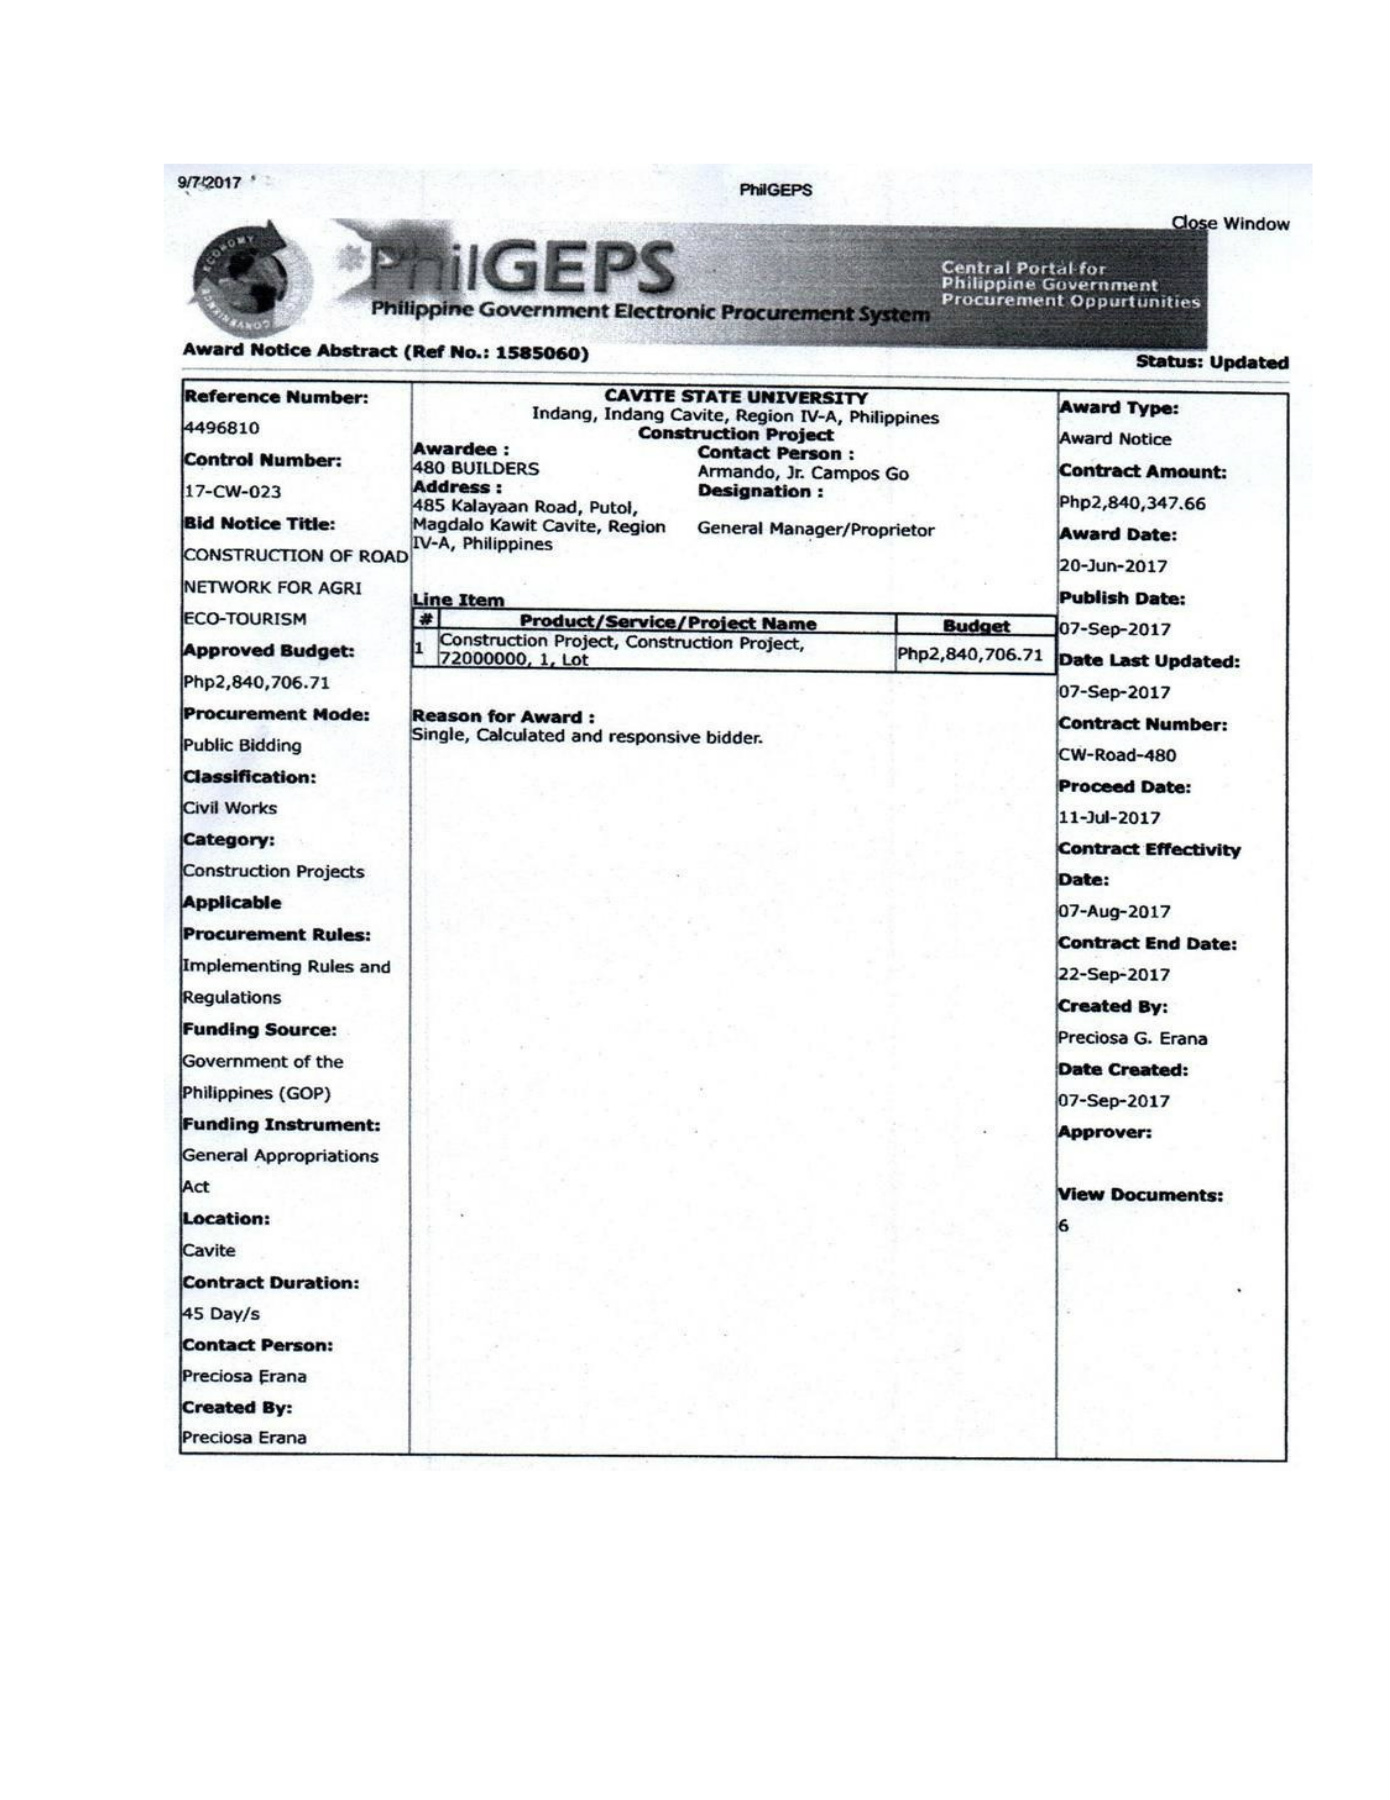 9/7/2017
PhilGEPS
Close Window
ECONOMY
CONVENIENCE
PhilGEPS
Philippine Government Electronic Procurement System
Central Portal for
Philippine Government
Procurement Oppurtunities
Award Notice Abstract (Ref No.: 1585060)
Status: Updated
Reference Number:
4496810
Control Number:
17-CW-023
Bid Notice Title:
CONSTRUCTION OF ROAD
NETWORK FOR AGRI
ECO-TOURISM
Approved Budget:
Php2,840,706.71
Procurement Mode:
Public Bidding
Classification:
Civil Works
Category:
Construction Projects
Applicable
Procurement Rules:
Implementing Rules and
Regulations
Funding Source:
Government of the
Philippines (GOP)
Funding Instrument:
General Appropriations
Act
Location:
Cavite
Contract Duration:
45 Day/s
Contact Person:
Preciosa Erana
Created By:
Preciosa Erana
CAVITE STATE UNIVERSITY
Indang, Indang Cavite, Region IV-A, Philippines
Construction Project
Awardee :
480 BUILDERS
Address :
485 Kalayaan Road, Putol,
Magdalo Kawit Cavite, Region
IV-A, Philippines
Contact Person :
Armando, Jr. Campos Go
Designation :
General Manager/Proprietor
Line Item
# Product/Service/Project Name Budget
1 Construction Project, Construction Project,
72000000, 1, Lot Php2,840,706.71
Reason for Award :
Single, Calculated and responsive bidder.
Award Type:
Award Notice
Contract Amount:
Php2,840,347.66
Award Date:
20-Jun-2017
Publish Date:
07-Sep-2017
Date Last Updated:
07-Sep-2017
Contract Number:
CW-Road-480
Proceed Date:
11-Jul-2017
Contract Effectivity
Date:
07-Aug-2017
Contract End Date:
22-Sep-2017
Created By:
Preciosa G. Erana
Date Created:
07-Sep-2017
Approver:
View Documents:
6